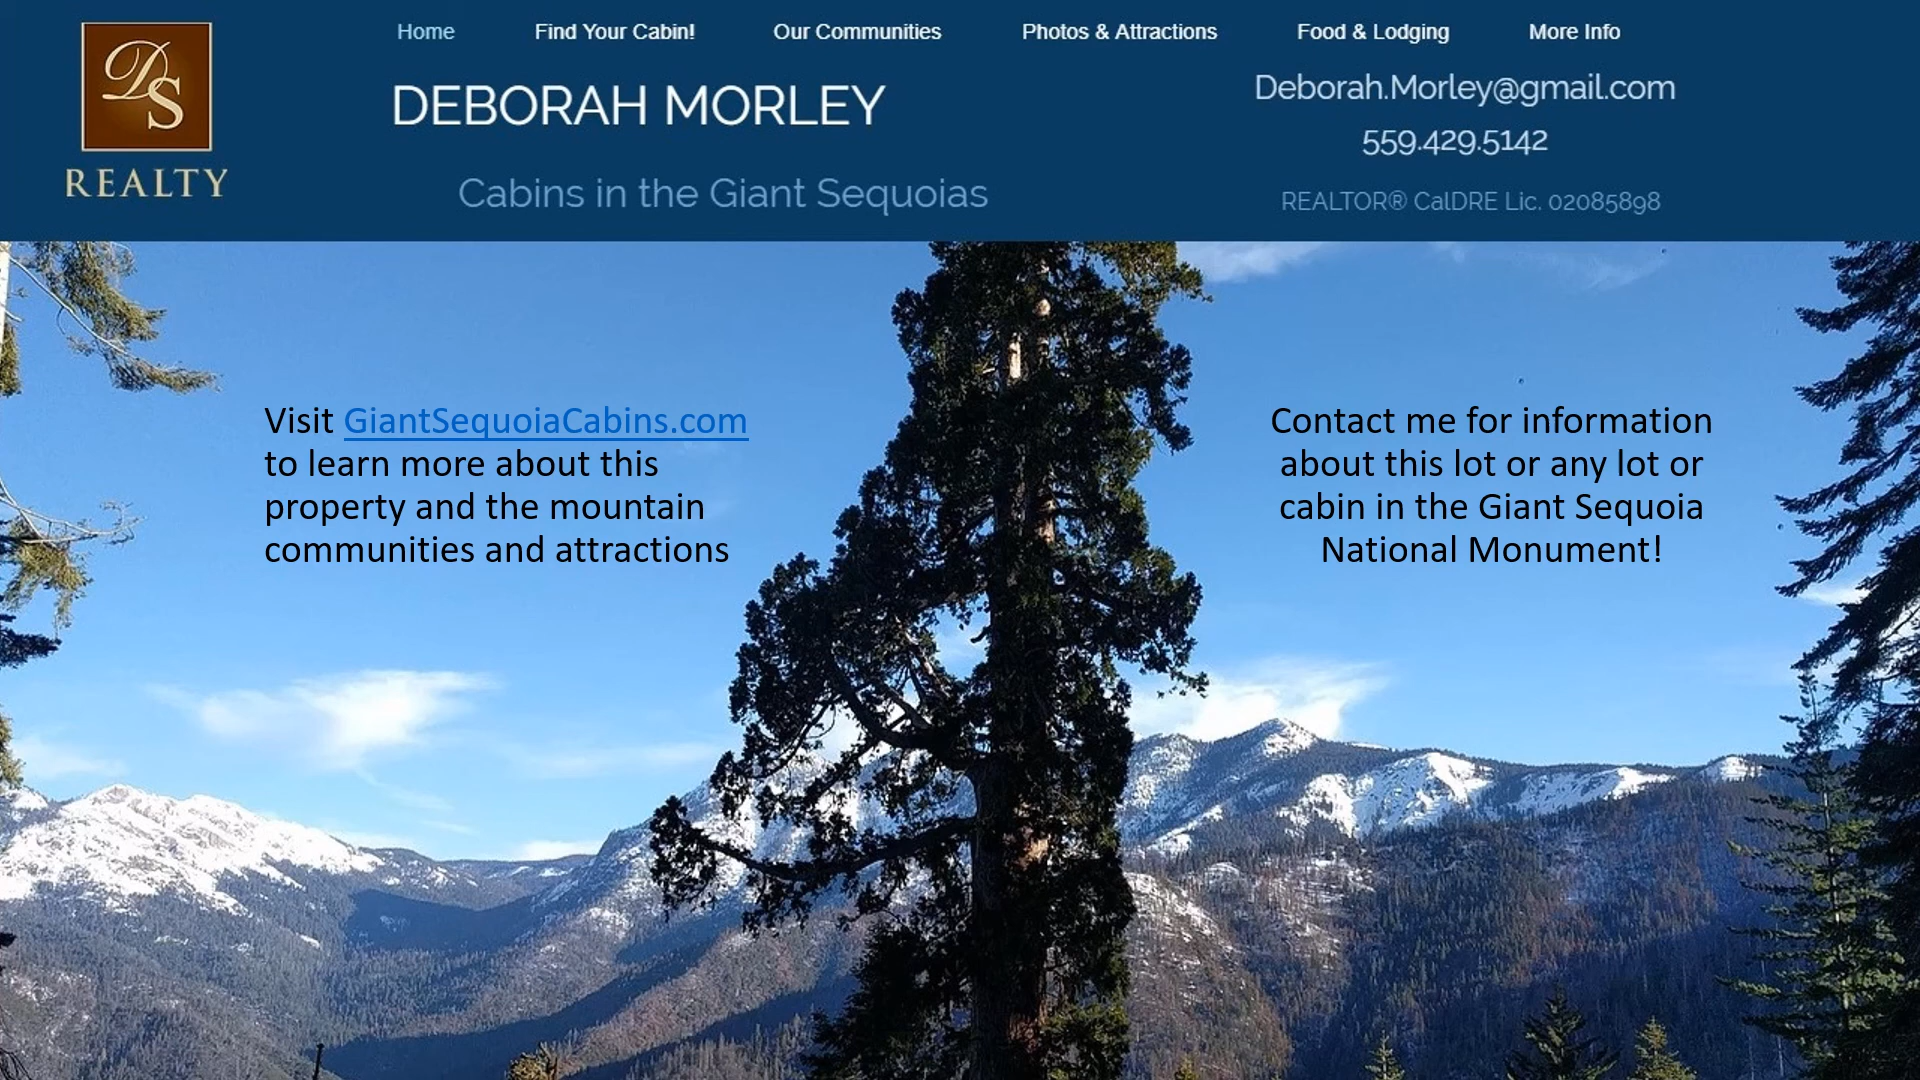 Home Find Your Cabin! Our Communities Photos & Attractions Food & Lodging More Info
DS
REALTY
DEBORAH MORLEY
Cabins in the Giant Sequoias
Deborah.Morley@gmail.com
559.429.5142
REALTOR® CalDRE Lic. 02085898
Visit GiantSequoiaCabins.com
to learn more about this
property and the mountain
communities and attractions
Contact me for information
about this lot or any lot or
cabin in the Giant Sequoia
National Monument!